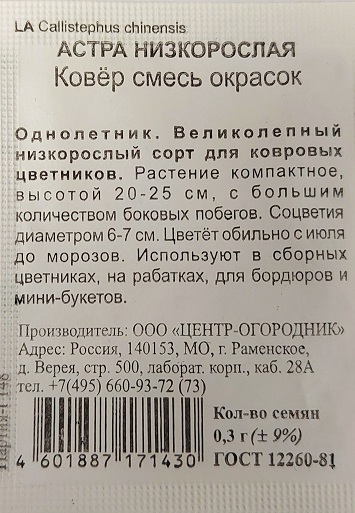 LA Callistephus chinensis
АСТРА НИЗКОРОСЛАЯ
Ковёр смесь окрасок
Однолетник. Великолепный
низкорослый сорт для ковровых
цветников. Растение компактное,
высотой 20-25 см, с большим
количеством боковых побегов. Соцветия
диаметром 6-7 см. Цветёт обильно с июля
до морозов. Используют в сборных
цветниках, на рабатках, для бордюров и
мини-букетов.
Производитель: ООО «ЦЕНТР-ОГОРОДНИК»
Адрес: Россия, 140153, МО, г. Раменское,
д. Верея, стр. 500, лаборат. корп., каб. 28А
тел. +7(495) 660-93-72 (73)
Кол-во семян
0,3 г (± 9%)
ГОСТ 12260-81
4 601887 171430